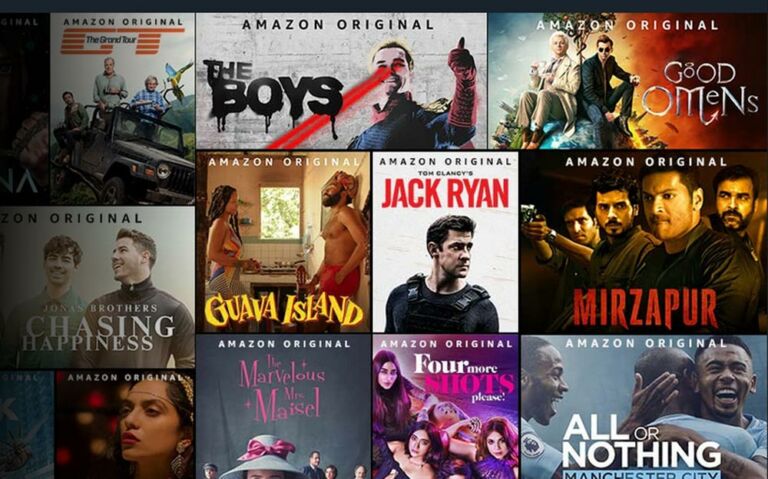 AMAZON ORIGINAL
GT
The Grand Tour
AMAZON ORIGINAL
THE
BOYS
AMAZON ORIGINAL
GOOD
OMENS
NA
ZON ORIGINAL
JONAS BROTHERS
CHASING
HAPPINESS
AMAZON ORIGINAL
GUAVA ISLAND
AMAZON ORIGINAL
TOM CLANCY'S
JACK RYAN
AMAZON ORIGINAL
MIRZAPUR
GINAL
K
AMAZON ORIGINAL
AMAZON ORIGINAL
The
Marvelous
Mrs.
Maisel
AMAZON ORIGINAL
Four more
SHOTS
please!
AMAZON ORIGINAL
ALL OR
NOTHING
MANCHESTER CITY